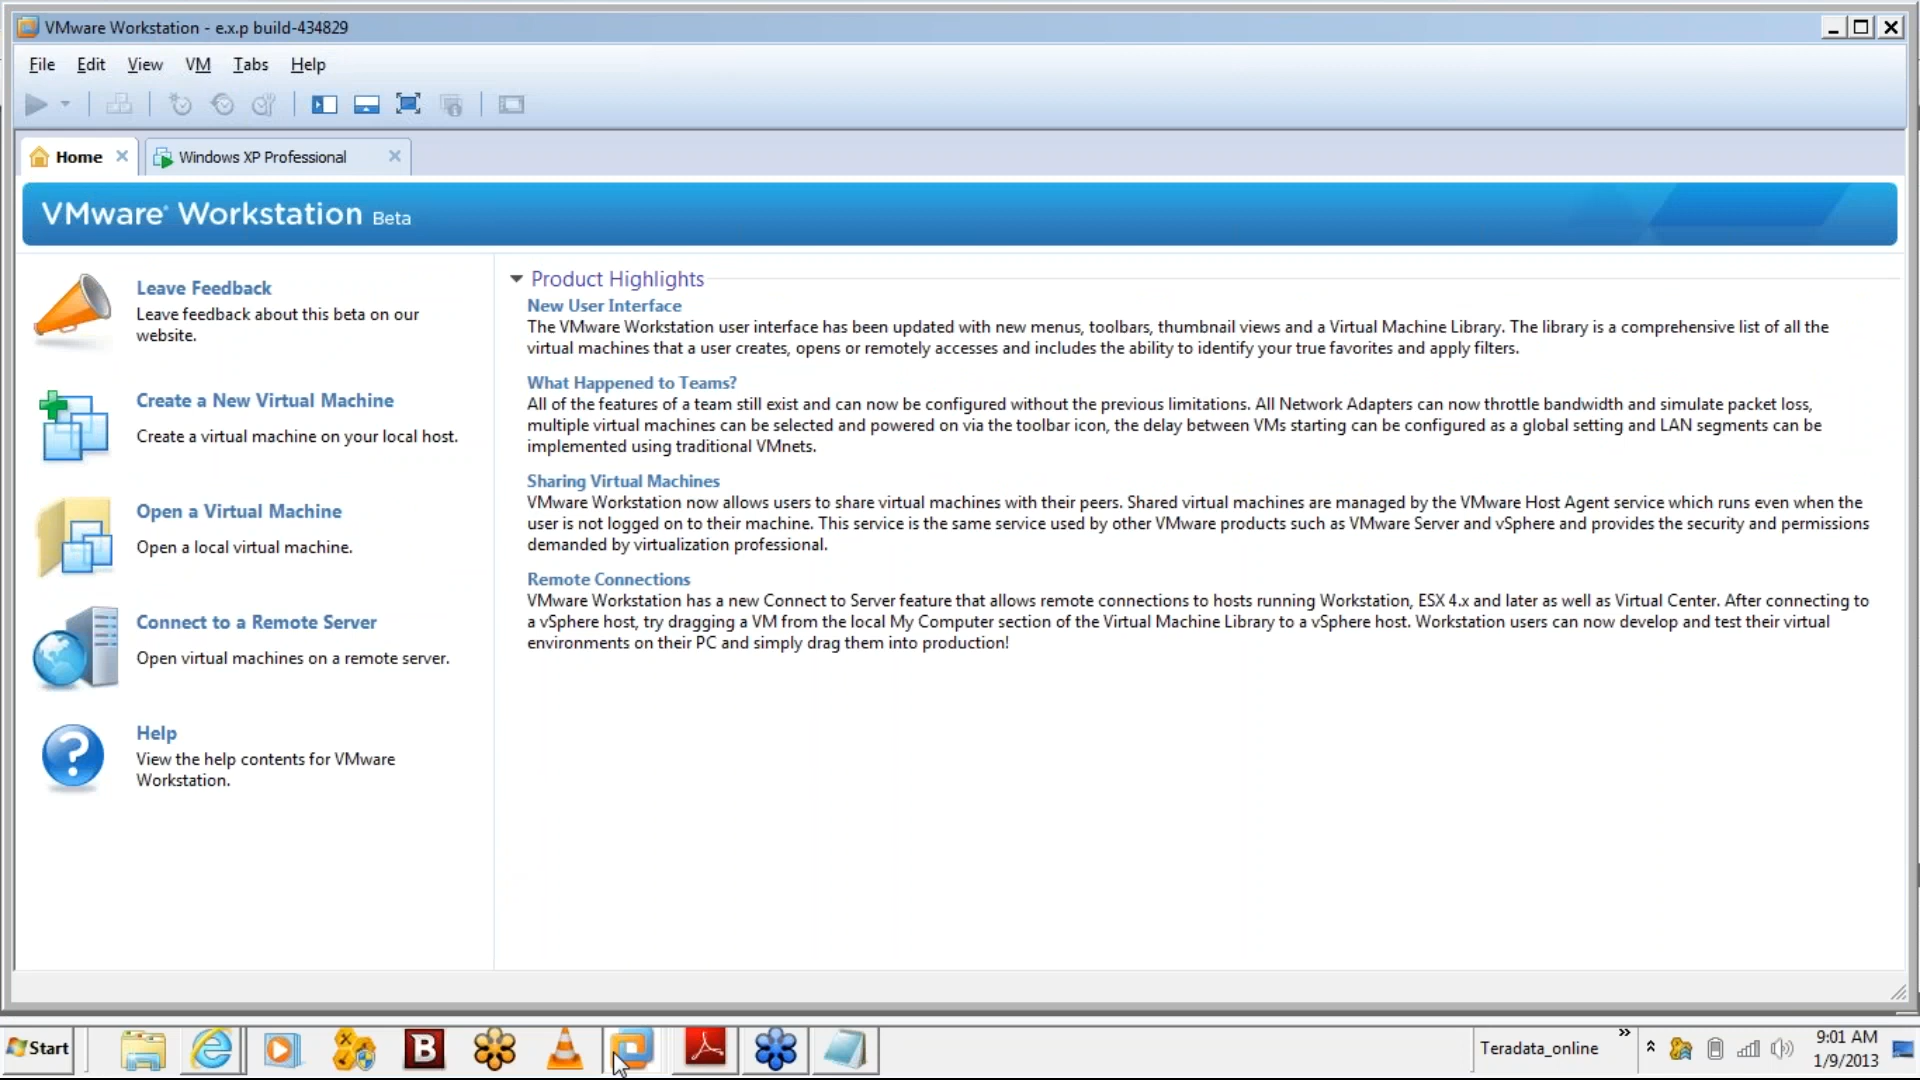 VMware Workstation - e.x.p build-434829
File Edit View VM Tabs Help
Home Windows XP Professional
VMware® Workstation Beta
Leave Feedback
Leave feedback about this beta on our
website.
Create a New Virtual Machine
Create a virtual machine on your local host.
Open a Virtual Machine
Open a local virtual machine.
Connect to a Remote Server
Open virtual machines on a remote server.
Help
View the help contents for VMware
Workstation.
Product Highlights
New User Interface
The VMware Workstation user interface has been updated with new menus, toolbars, thumbnail views and a Virtual Machine Library. The library is a comprehensive list of all the
virtual machines that a user creates, opens or remotely accesses and includes the ability to identify your true favorites and apply filters.
What Happened to Teams?
All of the features of a team still exist and can now be configured without the previous limitations. All Network Adapters can now throttle bandwidth and simulate packet loss,
multiple virtual machines can be selected and powered on via the toolbar icon, the delay between VMs starting can be configured as a global setting and LAN segments can be
implemented using traditional VMnets.
Sharing Virtual Machines
VMware Workstation now allows users to share virtual machines with their peers. Shared virtual machines are managed by the VMware Host Agent service which runs even when the
user is not logged on to their machine. This service is the same service used by other VMware products such as VMware Server and vSphere and provides the security and permissions
demanded by virtualization professional.
Remote Connections
VMware Workstation has a new Connect to Server feature that allows remote connections to hosts running Workstation, ESX 4.x and later as well as Virtual Center. After connecting to
a vSphere host, try dragging a VM from the local My Computer section of the Virtual Machine Library to a vSphere host. Workstation users can now develop and test their virtual
environments on their PC and simply drag them into production!
Start
B
Teradata_online
9:01 AM
1/9/2013